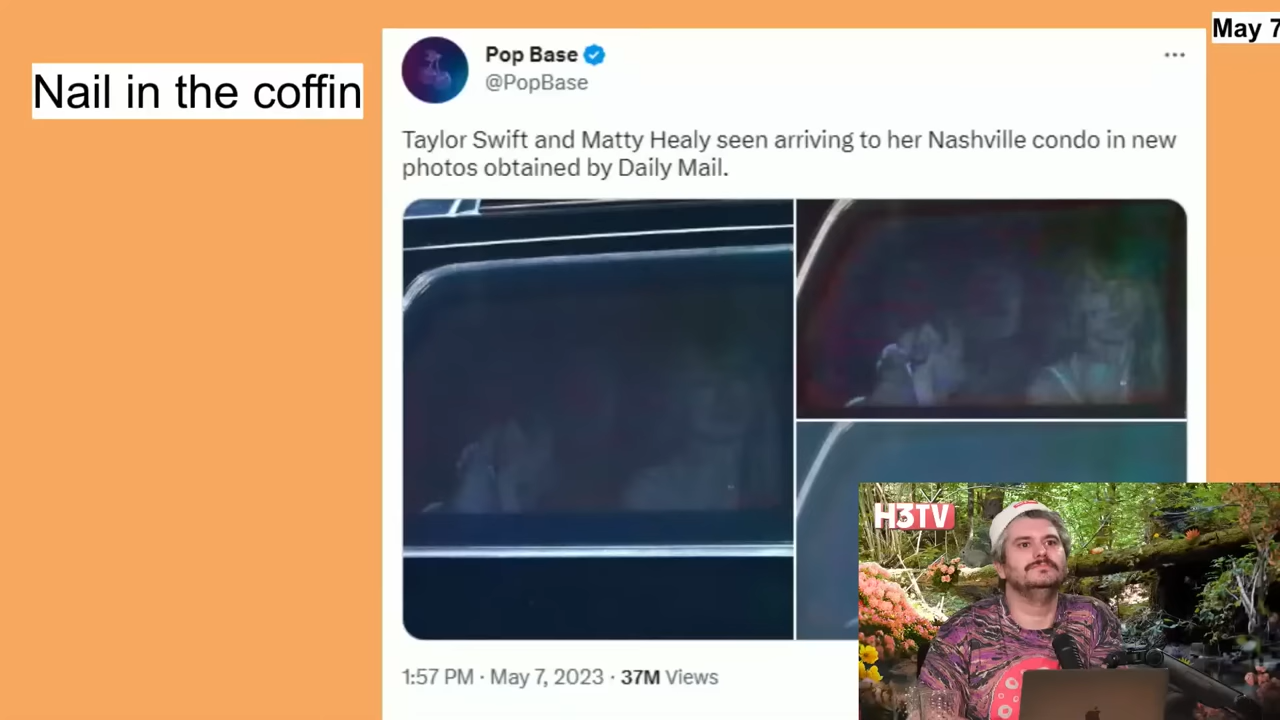 May 7
Nail in the coffin
Pop Base
@PopBase
Taylor Swift and Matty Healy seen arriving to her Nashville condo in new
photos obtained by Daily Mail.
1:57 PM · May 7, 2023 · 37M Views
H3TV